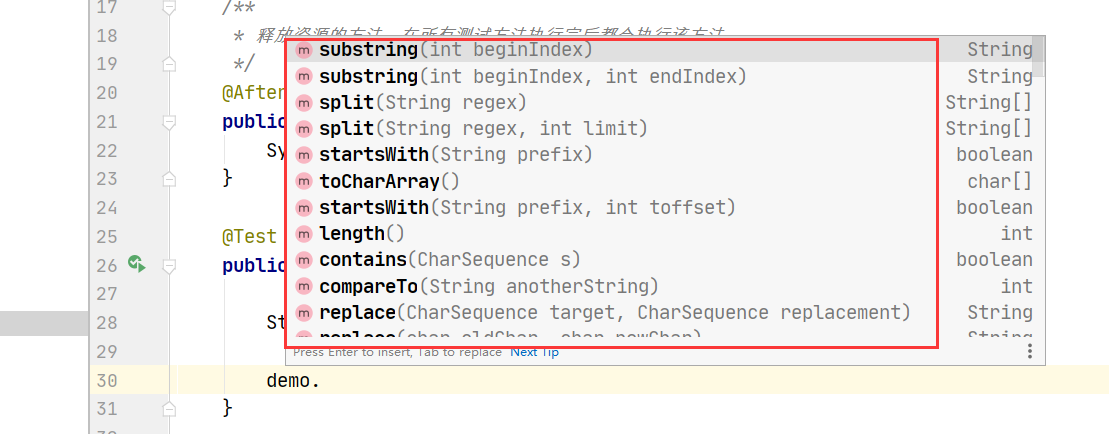 17 /**
18 * 释放资源的方法，在所有测试方法执行完后都会执行该方法
19 */
20 @After
21 public
22 Sy
23 }
24
25 @Test
26 public
27
28 St
29
30 demo.
31 }
substring(int beginIndex) String
substring(int beginIndex, int endIndex) String
split(String regex) String[]
split(String regex, int limit) String[]
startsWith(String prefix) boolean
toCharArray() char[]
startsWith(String prefix, int toffset) boolean
length() int
contains(CharSequence s) boolean
compareTo(String anotherString) int
replace(CharSequence target, CharSequence replacement) String
replace(char oldChar, char newChar) String
Press Enter to insert, Tab to replace Next Tip